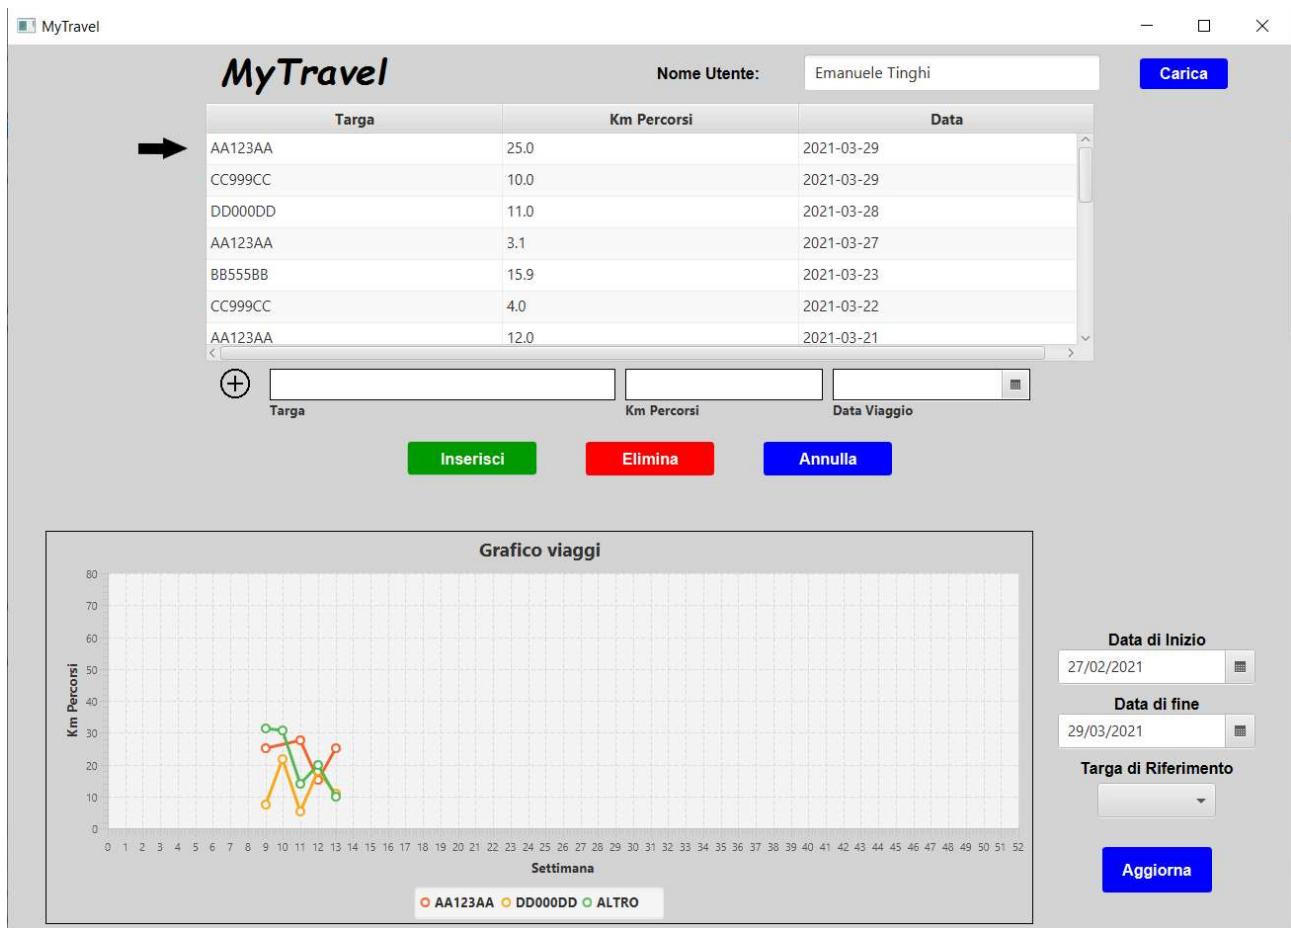 MyTravel
MyTravel
Nome Utente:
Emanuele Tinghi
Carica
Targa Km Percorsi Data
AA123AA 25.0 2021-03-29
CC999CC 10.0 2021-03-29
DD000DD 11.0 2021-03-28
AA123AA 3.1 2021-03-27
BB555BB 15.9 2021-03-23
CC999CC 4.0 2021-03-22
AA123AA 12.0 2021-03-21
Targa Km Percorsi Data Viaggio
Inserisci Elimina Annulla
Grafico viaggi
80
70
60
50
40
30
20
10
0
Km Percorsi
0 1 2 3 4 5 6 7 8 9 10 11 12 13 14 15 16 17 18 19 20 21 22 23 24 25 26 27 28 29 30 31 32 33 34 35 36 37 38 39 40 41 42 43 44 45 46 47 48 49 50 51 52
Settimana
AA123AA DD000DD ALTRO
Data di Inizio
27/02/2021
Data di fine
29/03/2021
Targa di Riferimento
Aggiorna